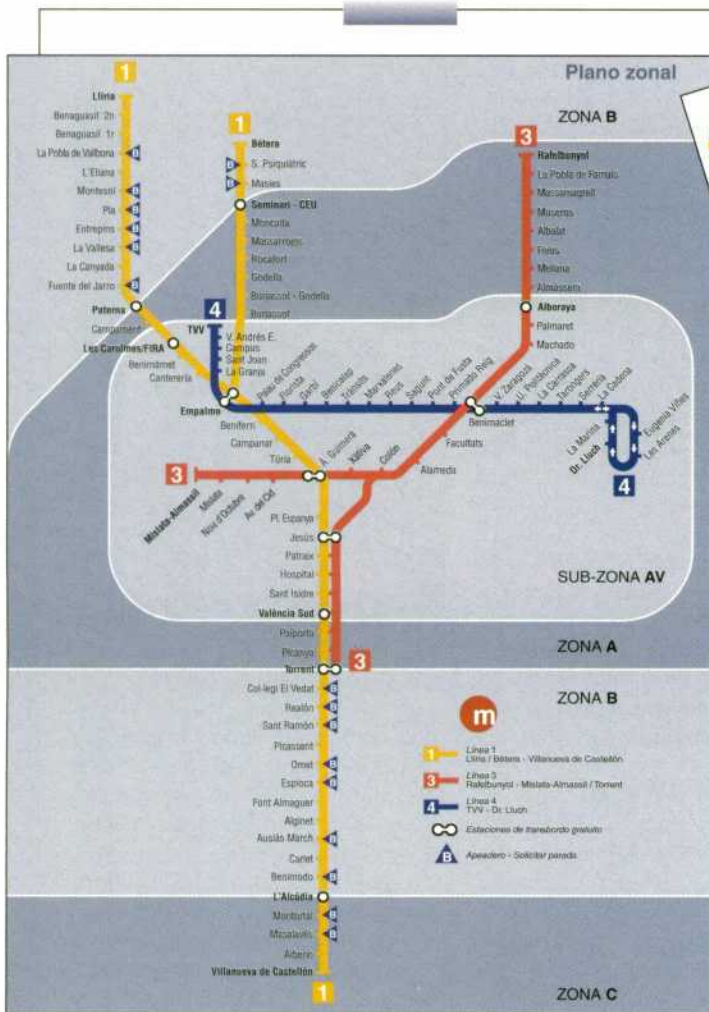 Plano zonal
ZONA B
1
Llíria
Benaguasil 2n
Benaguasil 1r
La Pobla de Vallbona
L'Eliana
Montesol
Pla
Entrepins
La Vallesa
La Canyada
Fuente del Jarro
Paterna
Campament
Les Carolines/FIRA
Benimàmet
Cantereria
Empalme
1
Bétera
S. Psiquiàtric
Masies
Seminari - CEU
Moncada
Massarrojos
Rocafort
Godella
Burjassot - Godella
Burjassot
4
TVV
V. Andrés E.
Campus
Sant Joan
La Granja
Palau de Congressos
Florista
Garbí
Benicalap
Trànsits
Marxalenes
Reus
Sagunt
Pont de Fusta
Primado Reig
Benimaclet
V. Zaragoza
U. Politècnica
La Carrasca
Tarongers
Serrería
La Cadena
Eugenia Viñes
Les Arenes
La Marina
Dr. Lluch
4
3
Rafelbunyol
La Pobla de Farnals
Massamagrell
Museros
Albalat
Foios
Meliana
Almàssera
Alboraya
Palmaret
Machado
Facultats
Alameda
Colón
Xàtiva
A. Guimerà
Benifern
Campanar
Túria
3
Mislata-Almassil
Mislata
Nou d'Octubre
Av. del Cid
Pl. Espanya
Jesús
Patraix
Hospital
Sant Isidre
València Sud
Paiporta
Picanya
Torrent
3
SUB-ZONA AV
ZONA A
ZONA B
Col·legi El Vedat
Realón
Sant Ramón
Picassent
Omet
Espioca
Font Almaguer
Alginet
Ausiàs March
Carlet
Benimodo
L'Alcúdia
Montortal
Massalavés
Alberic
Villanueva de Castellón
1
m
1 Línea 1
Llíria / Bétera - Villanueva de Castellón
3 Línea 3
Rafelbunyol - Mislata-Almassil / Torrent
4 Línea 4
TVV - Dr. Lluch
Estaciones de transbordo gratuito
B Apeadero - Solicitar parada
ZONA C